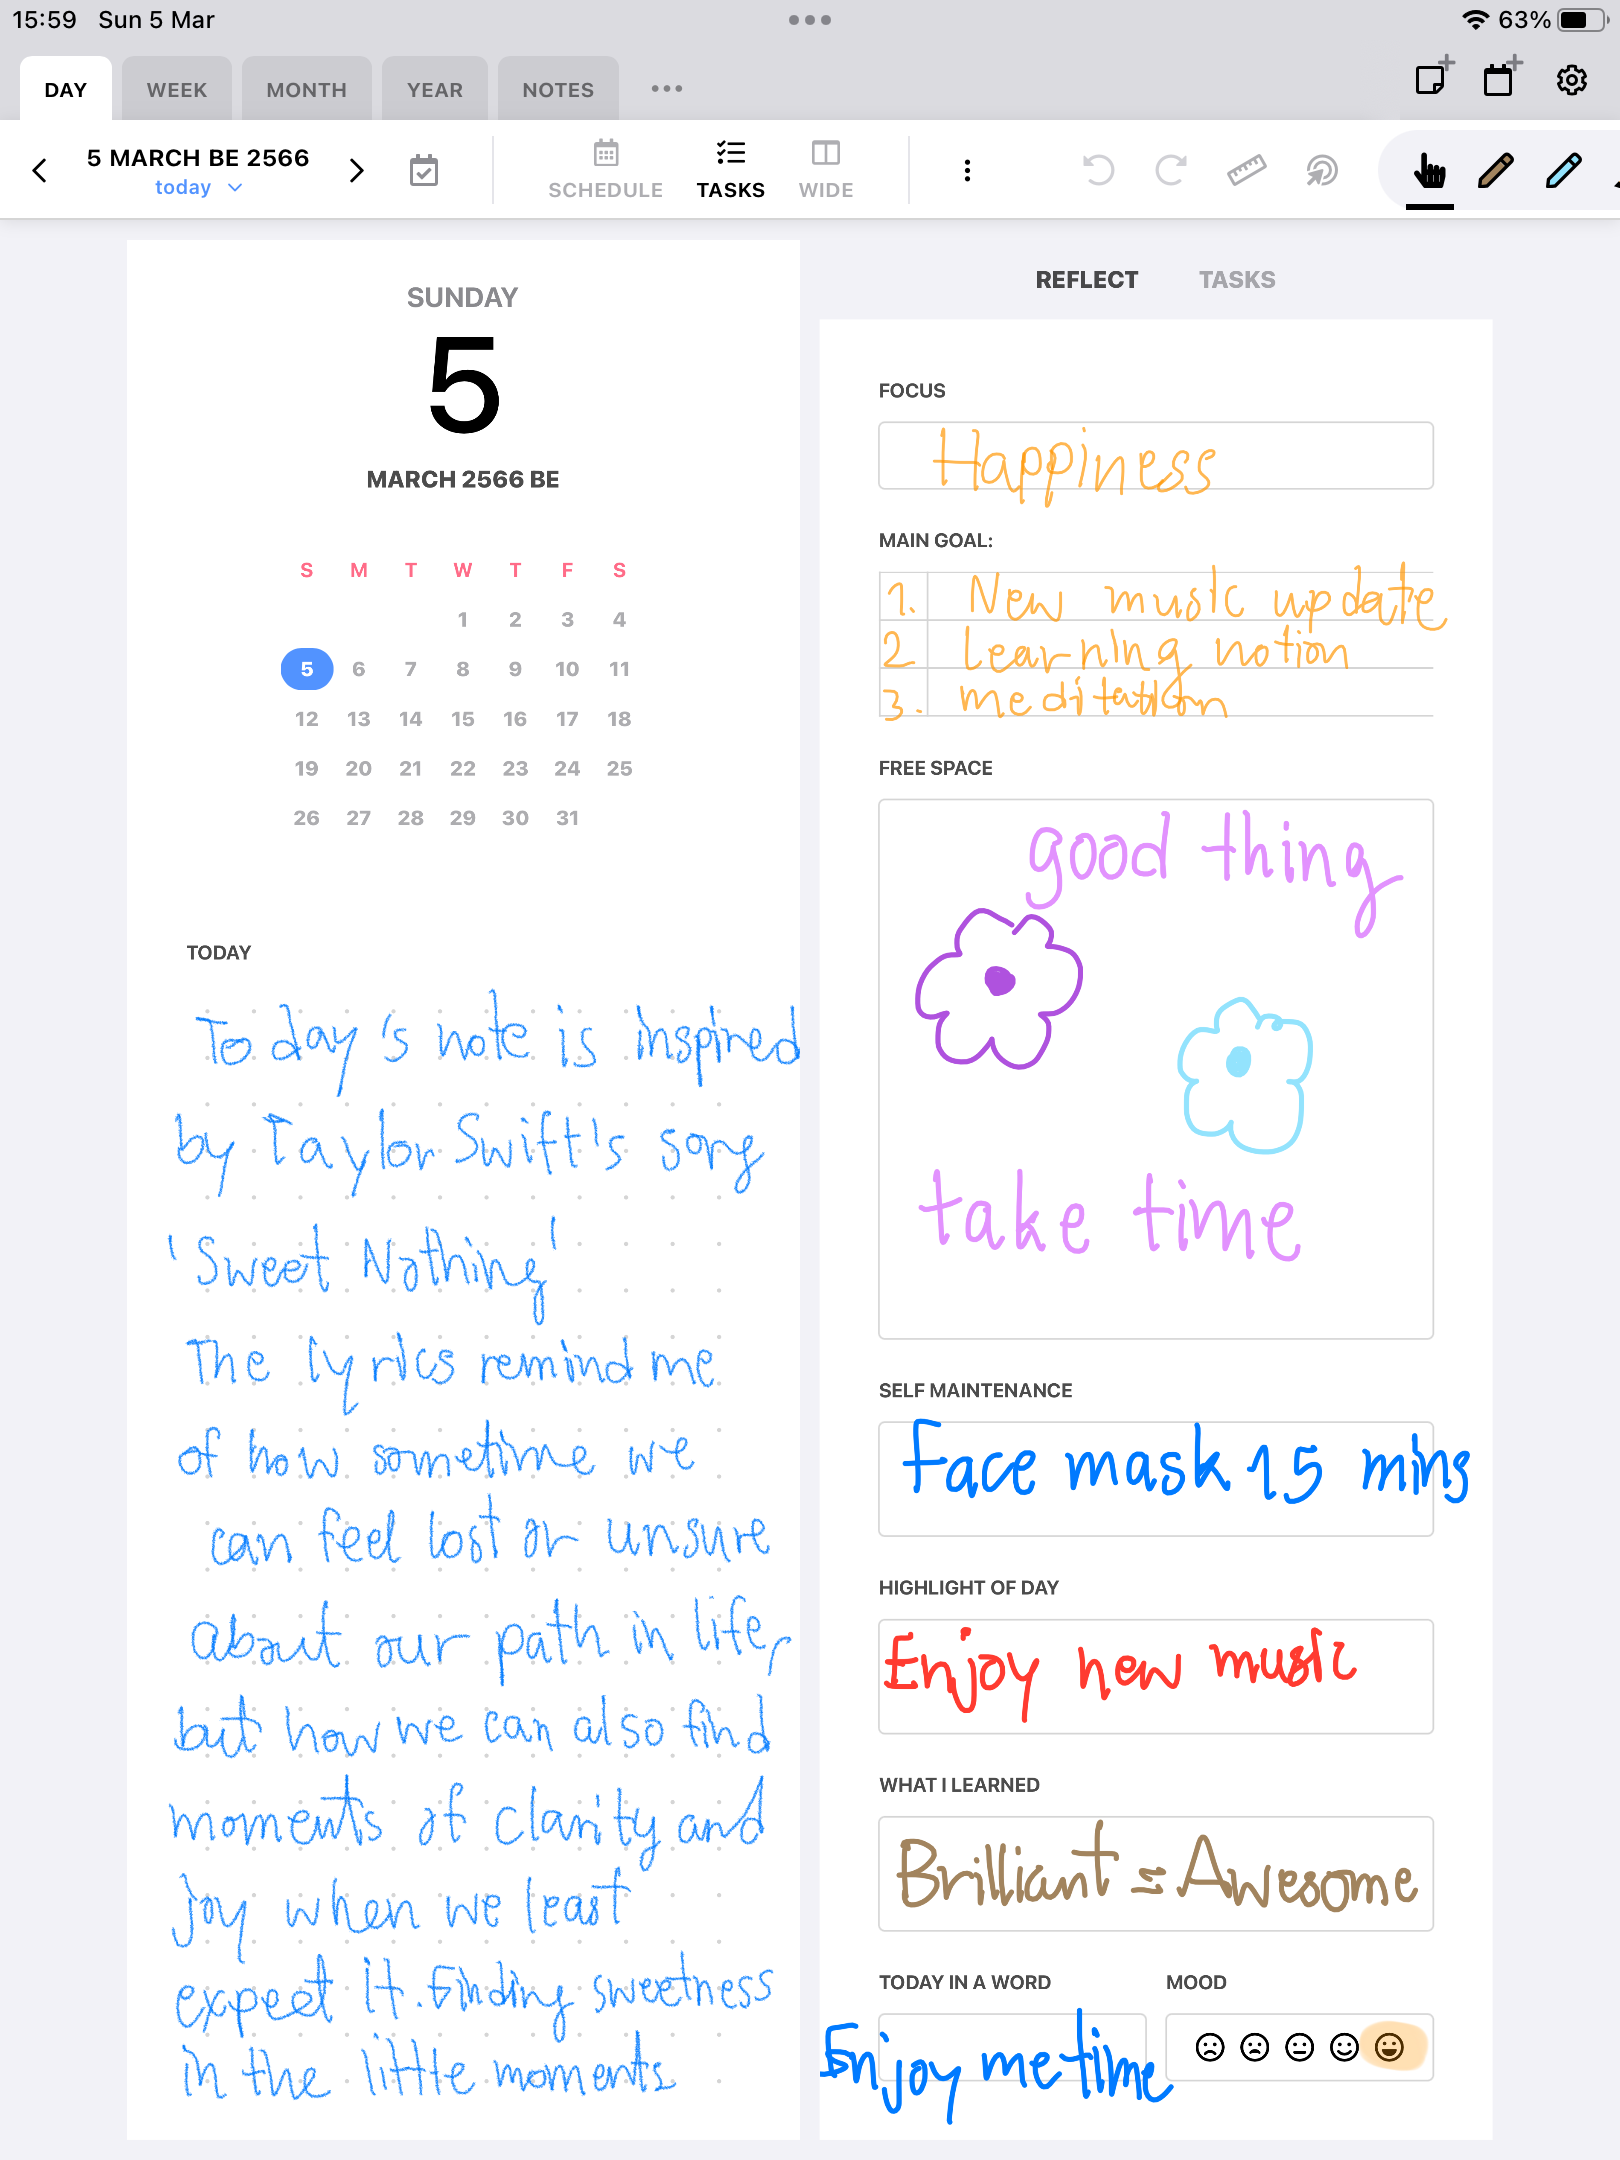 15:59 Sun 5 Mar 63%
DAY WEEK MONTH YEAR NOTES
5 MARCH BE 2566
today
SCHEDULE TASKS WIDE
SUNDAY
5
MARCH 2566 BE
S M T W T F S
1 2 3 4
5 6 7 8 9 10 11
12 13 14 15 16 17 18
19 20 21 22 23 24 25
26 27 28 29 30 31
TODAY
Today's note is inspired
by Taylor Swift's song
'Sweet Nothing'
The lyrics remind me
of how sometime we
can feel lost or unsure
about our path in life,
but how we can also find
moments of clarity and
joy when we least
expect it. Finding sweetness
in the little moments
REFLECT TASKS
FOCUS
Happiness
MAIN GOAL:
1. New music update
2 Learning notion
3. meditation
FREE SPACE
good thing
take time
SELF MAINTENANCE
Face mask 15 mins
HIGHLIGHT OF DAY
Enjoy new music
WHAT I LEARNED
Brilliant = Awesome
TODAY IN A WORD
Enjoy me time
MOOD